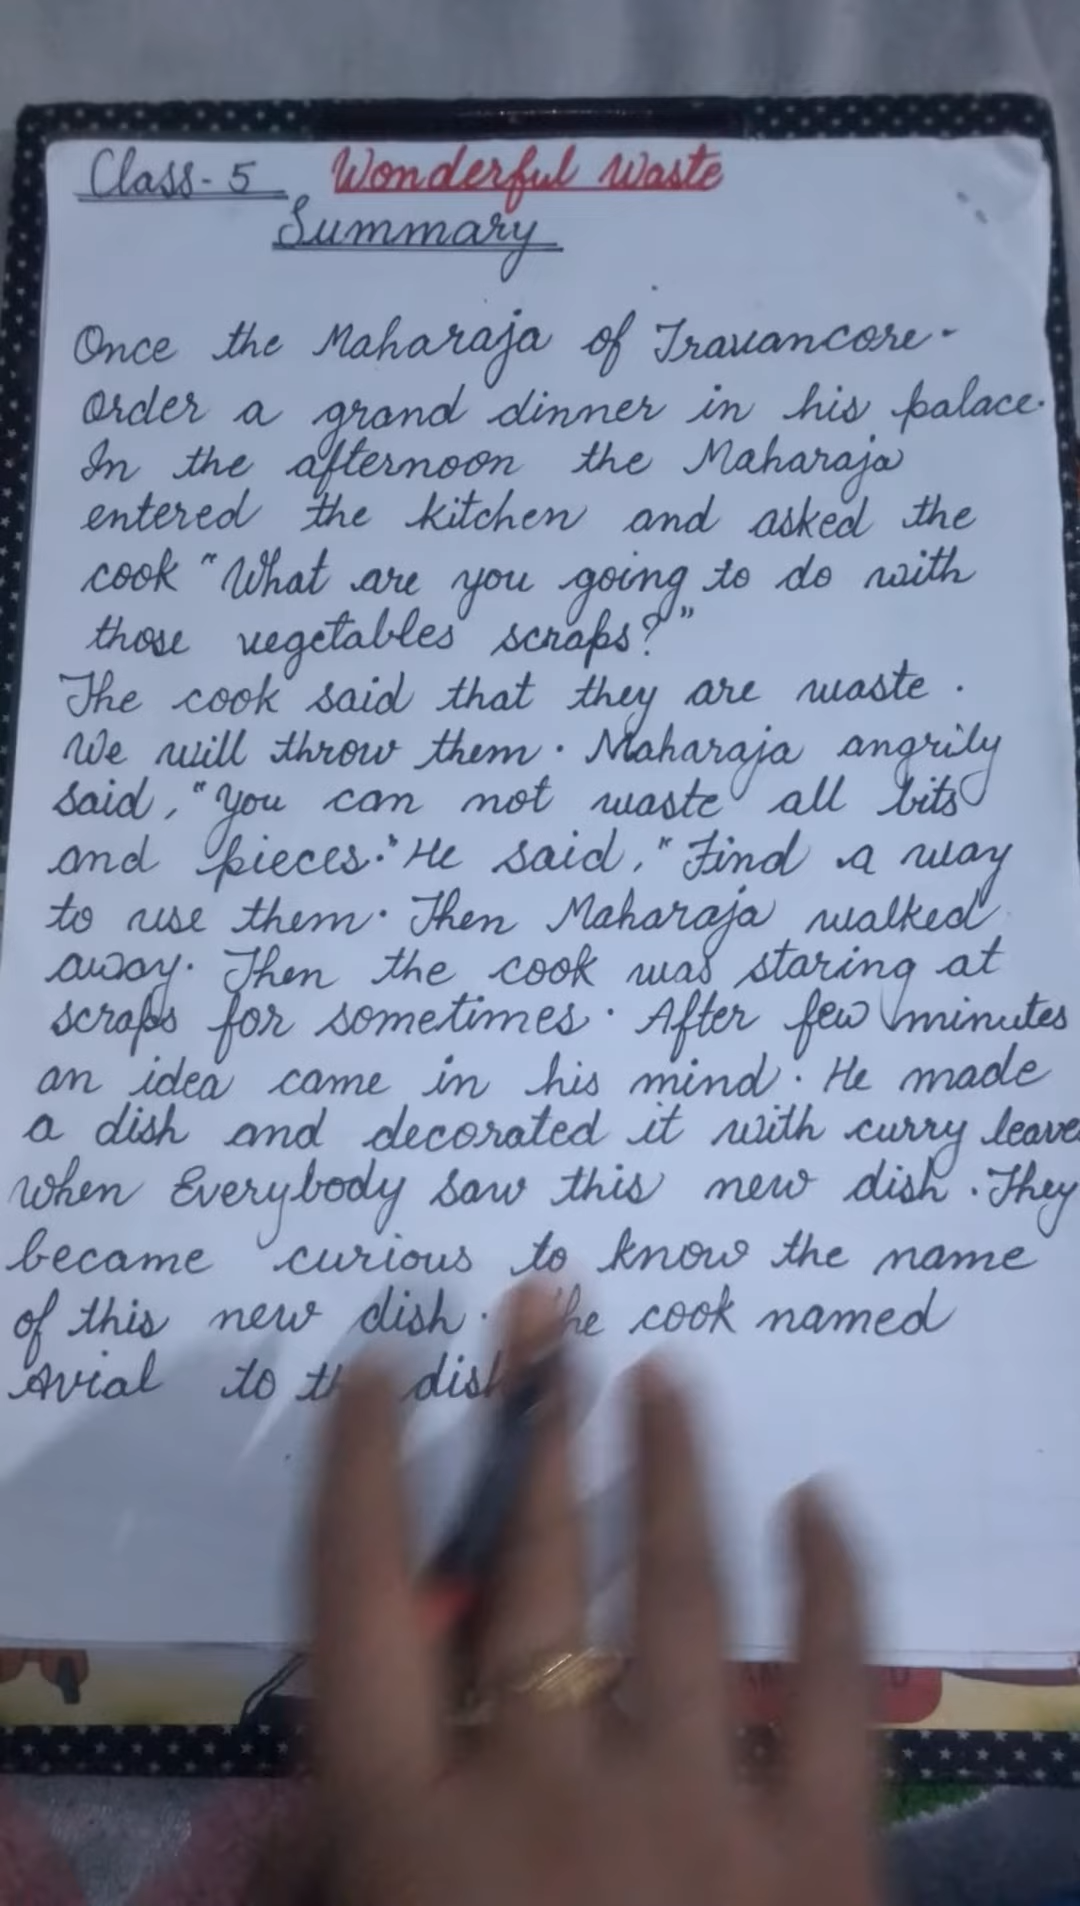 Class- 5 Wonderful Waste
Summary
Once the Maharaja of Travancore-
order a grand dinner in his palace.
In the afternoon the Maharaja
entered the kitchen and asked the
cook "What are you going to do with
those vegetables scraps?"
The cook said that they are waste.
We will throw them. Maharaja angrily
said, "you can not waste all bits
and pieces." He said, "Find a way
to use them. Then Maharaja walked
away. Then the cook was staring at
scraps for sometimes. After few minutes
an idea came in his mind. He made
a dish and decorated it with curry leave
when Everybody saw this new dish. They
became curious to know the name
of this new dish. cook named
Avial to